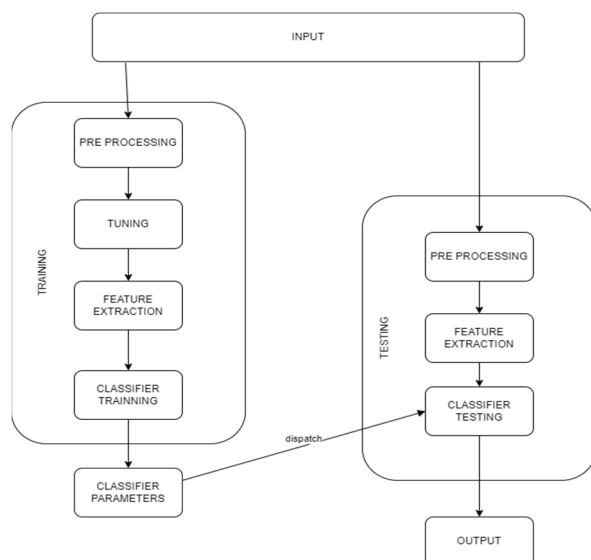 INPUT
PRE PROCESSING
TUNING
FEATURE
EXTRACTION
CLASSIFIER
TRAINNING
TRAINING
CLASSIFIER
PARAMETERS
dispatch
PRE PROCESSING
FEATURE
EXTRACTION
CLASSIFIER
TESTING
TESTING
OUTPUT